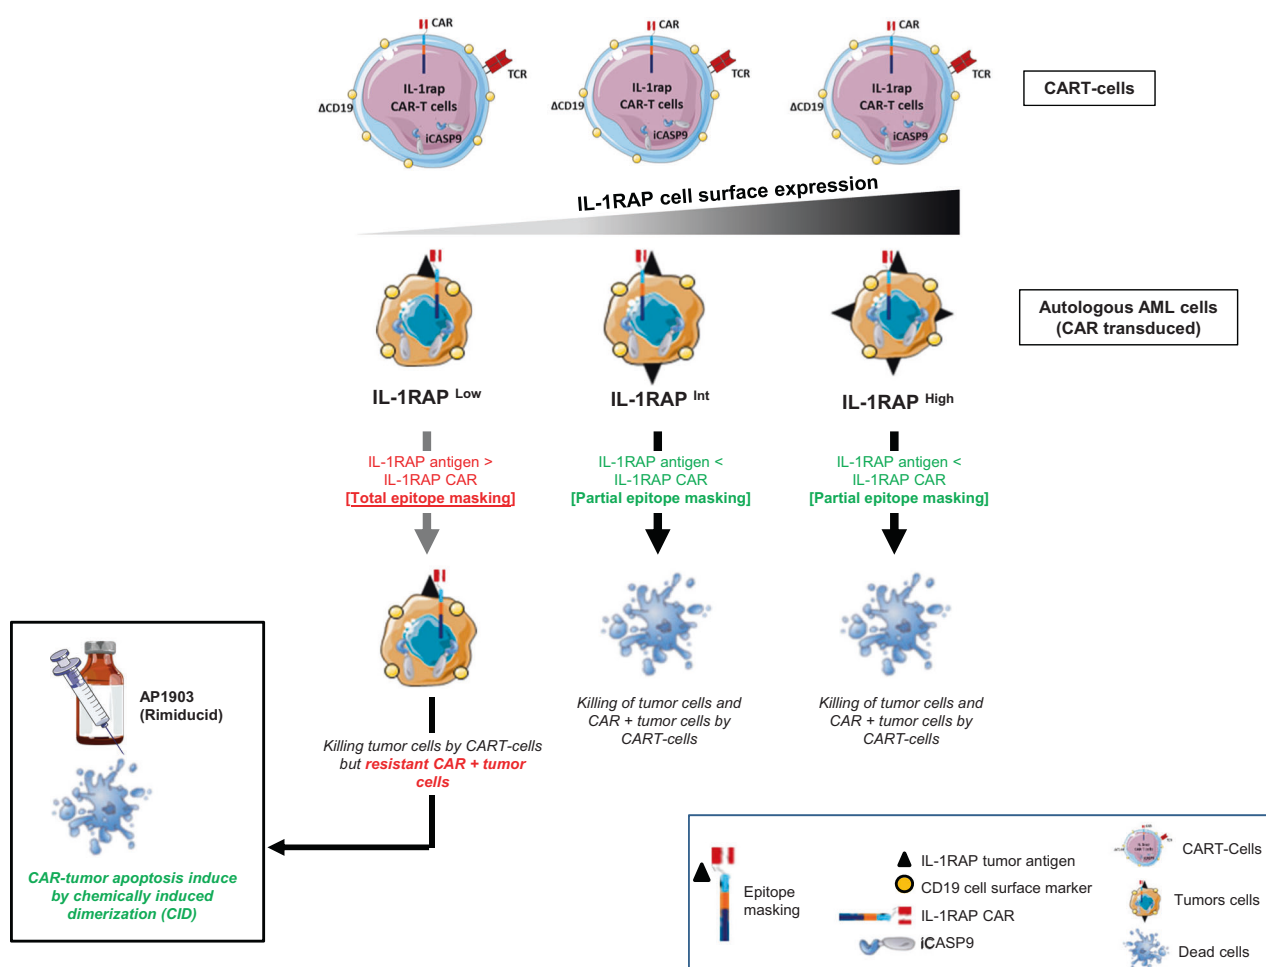 CAR
TCR
ΔCD19
IL-1rap
CAR-T cells
iCASP9
CAR
TCR
ΔCD19
IL-1rap
CAR-T cells
iCASP9
CAR
TCR
ΔCD19
IL-1rap
CAR-T cells
iCASP9
CART-cells
IL-1RAP cell surface expression
Autologous AML cells
(CAR transduced)
IL-1RAP Low
IL-1RAP Int
IL-1RAP High
IL-1RAP antigen >
IL-1RAP CAR
[Total epitope masking]
IL-1RAP antigen <
IL-1RAP CAR
[Partial epitope masking]
IL-1RAP antigen <
IL-1RAP CAR
[Partial epitope masking]
Killing tumor cells by CART-cells
but resistant CAR + tumor
cells
Killing of tumor cells and
CAR + tumor cells by
CART-cells
Killing of tumor cells and
CAR + tumor cells by
CART-cells
AP1903
(Rimiducid)
CAR-tumor apoptosis induce
by chemically induced
dimerization (CID)
Epitope
masking
IL-1RAP tumor antigen
CD19 cell surface marker
IL-1RAP CAR
iCASP9
CART-Cells
Tumors cells
Dead cells